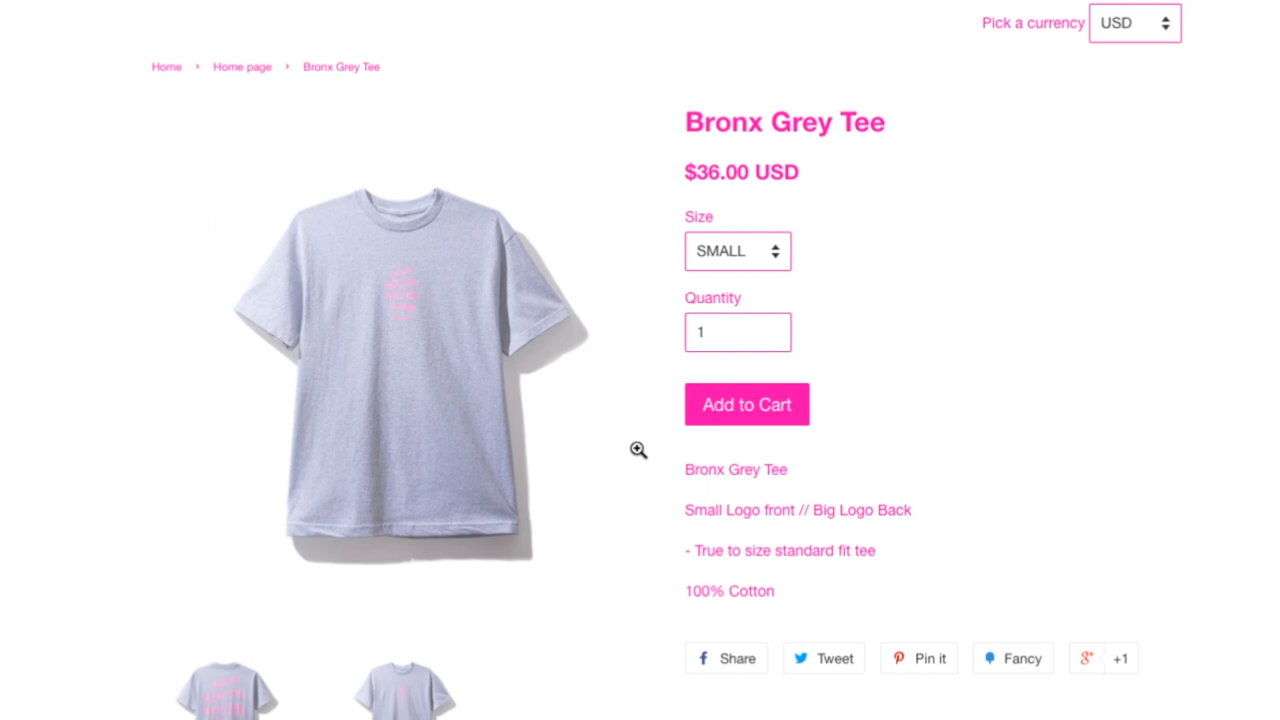 Pick a currency USD
Home › Home page › Bronx Grey Tee
Bronx Grey Tee
$36.00 USD
Size
SMALL
Quantity
1
Add to Cart
Bronx Grey Tee
Small Logo front // Big Logo Back
- True to size standard fit tee
100% Cotton
Share Tweet Pin it Fancy +1